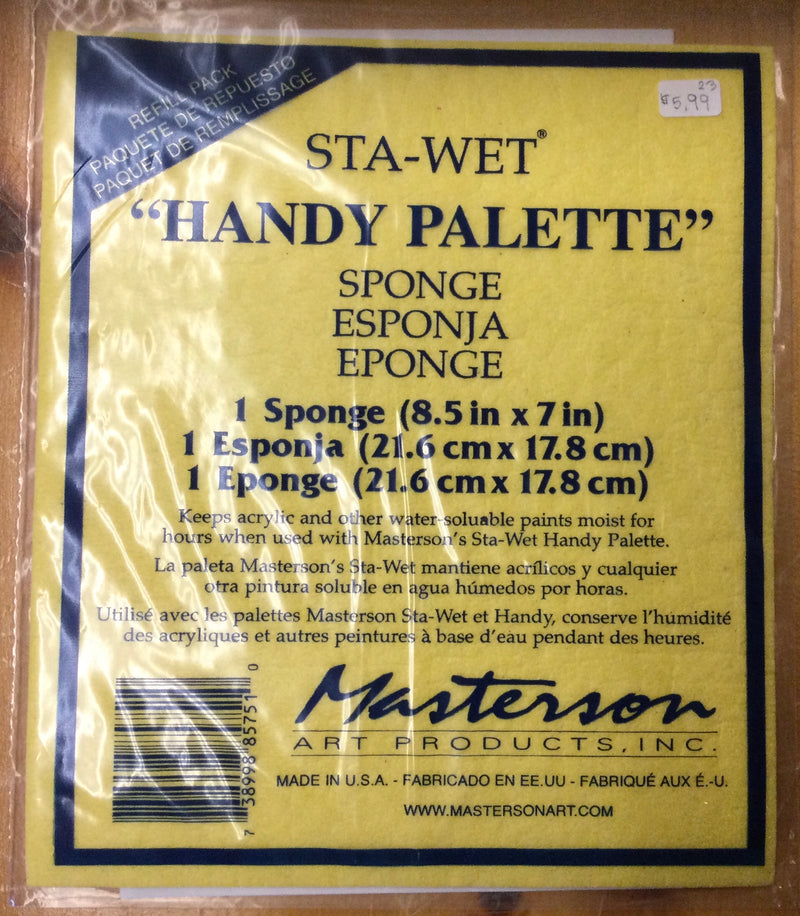 REFILL PACK
PAQUETE DE REPUESTO
PAQUET DE REMPLISSAGE
23
$5.99
STA-WET®
“HANDY PALETTE”
SPONGE
ESPONJA
EPONGE
1 Sponge (8.5 in x 7 in)
1 Esponja (21.6 cm x 17.8 cm)
1 Eponge (21.6 cm x 17.8 cm)
Keeps acrylic and other water-soluable paints moist for
hours when used with Masterson's Sta-Wet Handy Palette.
La paleta Masterson's Sta-Wet mantiene acrílicos y cualquier
otra pintura soluble en agua húmedos por horas.
Utilisé avec les palettes Masterson Sta-Wet et Handy, conserve l'humidité
des acryliques et autres peintures à base d'eau pendant des heures.
7 38998 85751 0
Masterson
ART PRODUCTS, INC.
MADE IN U.S.A. - FABRICADO EN EE.UU - FABRIQUÉ AUX É.-U.
WWW.MASTERSONART.COM